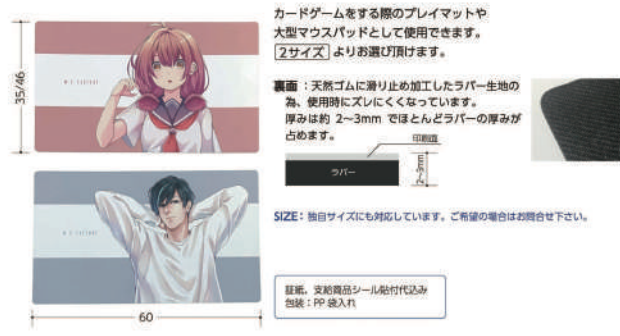 カードゲームをする際のプレイマットや
大型マウスパッドとして使用できます。
2サイズ よりお選び頂けます。
裏面：天然ゴムに滑り止め加工したラバー生地の
為、使用時にズレにくくなっています。
厚みは約 2〜3mm でほとんどラバーの厚みが
占めます。
印刷面
ラバー
2〜3mm
SIZE：独自サイズにも対応しています。ご希望の場合はお問合せ下さい。
証紙、支給商品シール貼付代込み
包装：PP 袋入れ
35/46
60